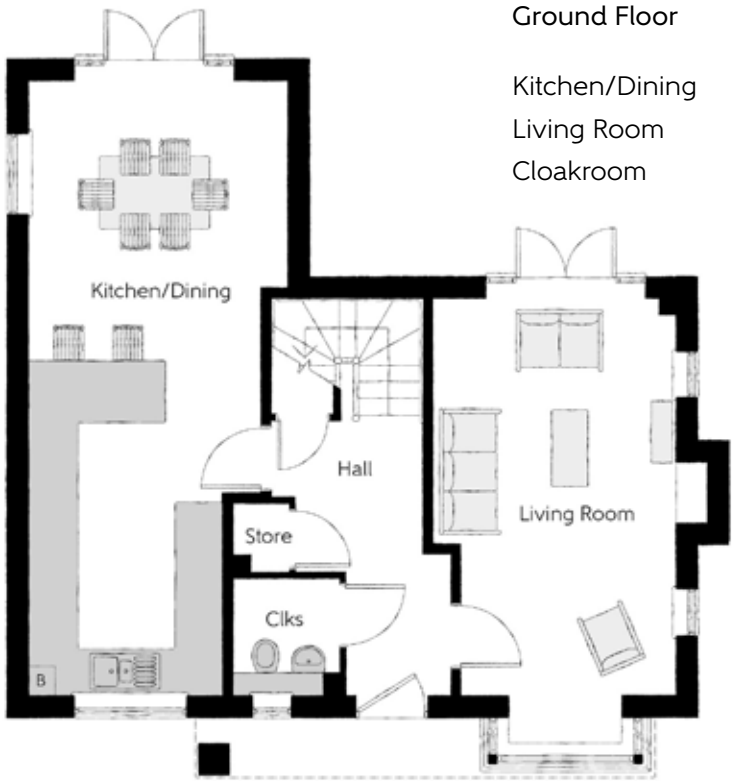 Ground Floor
Kitchen/Dining
Living Room
Cloakroom
Kitchen/Dining
Hall
Living Room
Store
Clks
B